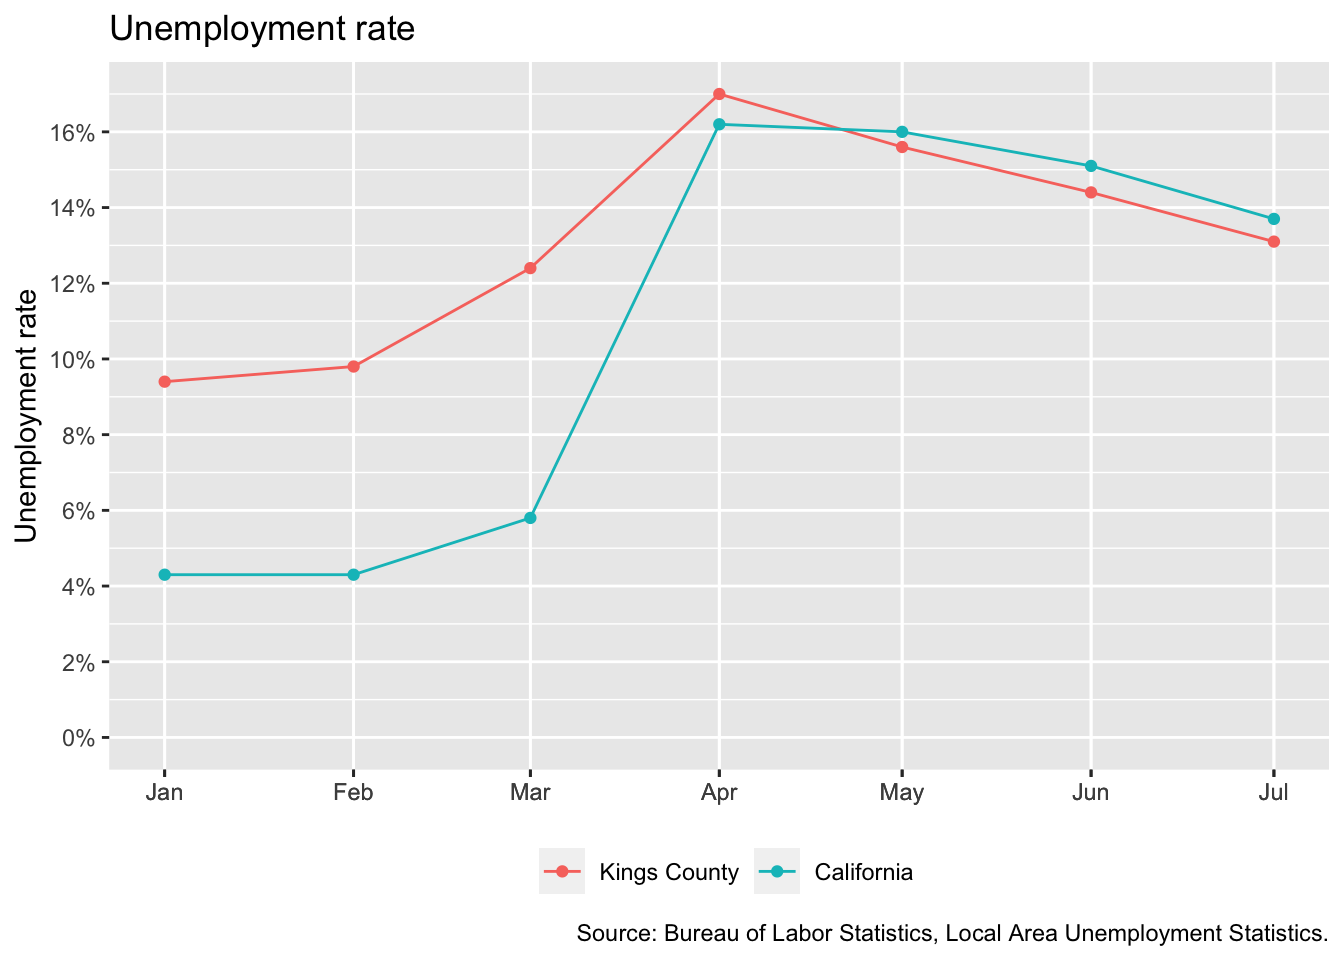 Unemployment rate
Unemployment rate
16%
14%
12%
10%
8%
6%
4%
2%
0%
Jan Feb Mar Apr May Jun Jul
Kings County California
Source: Bureau of Labor Statistics, Local Area Unemployment Statistics.